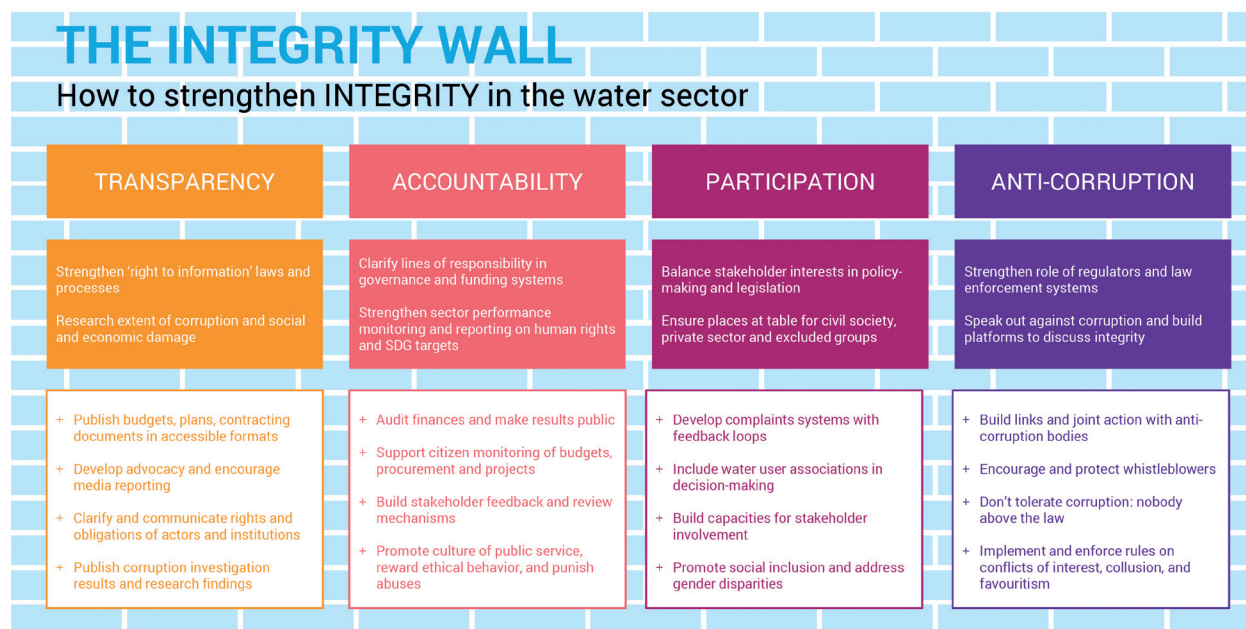 THE INTEGRITY WALL
How to strengthen INTEGRITY in the water sector
TRANSPARENCY
Strengthen 'right to information' laws and
processes
Research extent of corruption and social
and economic damage
+ Publish budgets, plans, contracting
documents in accessible formats
+ Develop advocacy and encourage
media reporting
+ Clarify and communicate rights and
obligations of actors and institutions
+ Publish corruption investigation
results and research findings
ACCOUNTABILITY
Clarify lines of responsibility in
governance and funding systems
Strengthen sector performance
monitoring and reporting on human rights
and SDG targets
+ Audit finances and make results public
+ Support citizen monitoring of budgets,
procurement and projects
+ Build stakeholder feedback and review
mechanisms
+ Promote culture of public service,
reward ethical behavior, and punish
abuses
PARTICIPATION
Balance stakeholder interests in policy-
making and legislation
Ensure places at table for civil society,
private sector and excluded groups
+ Develop complaints systems with
feedback loops
+ Include water user associations in
decision-making
+ Build capacities for stakeholder
involvement
+ Promote social inclusion and address
gender disparities
ANTI-CORRUPTION
Strengthen role of regulators and law
enforcement systems
Speak out against corruption and build
platforms to discuss integrity
+ Build links and joint action with anti-
corruption bodies
+ Encourage and protect whistleblowers
+ Don't tolerate corruption: nobody
above the law
+ Implement and enforce rules on
conflicts of interest, collusion, and
favouritism